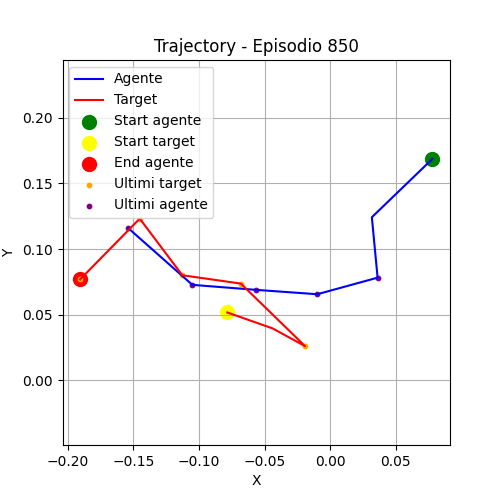 Trajectory - Episodio 850
Agente
Target
Start agente
Start target
End agente
Ultimi target
Ultimi agente
0.20
0.15
0.10
0.05
0.00
Y
−0.20 −0.15 −0.10 −0.05 0.00 0.05
X